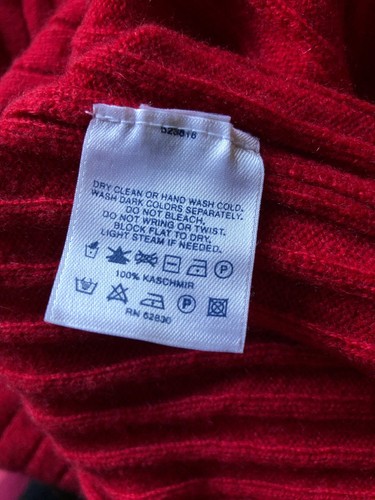 DRY CLEAN OR HAND WASH COLD.
WASH DARK COLORS SEPARATELY.
DO NOT BLEACH.
DO NOT WRING OR TWIST.
BLOCK FLAT TO DRY.
LIGHT STEAM IF NEEDED.
P
100% KASCHMIR
P
RN 62830